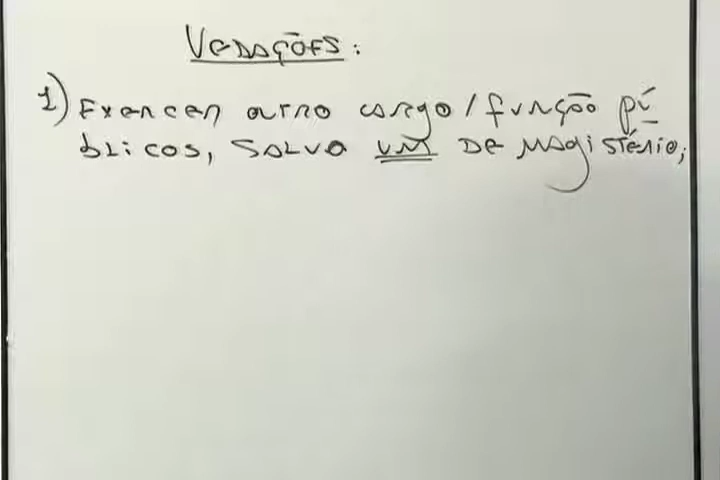 Vedações:
1) Exercer outro cargo/função pú
blicos, salvo um de magistério;